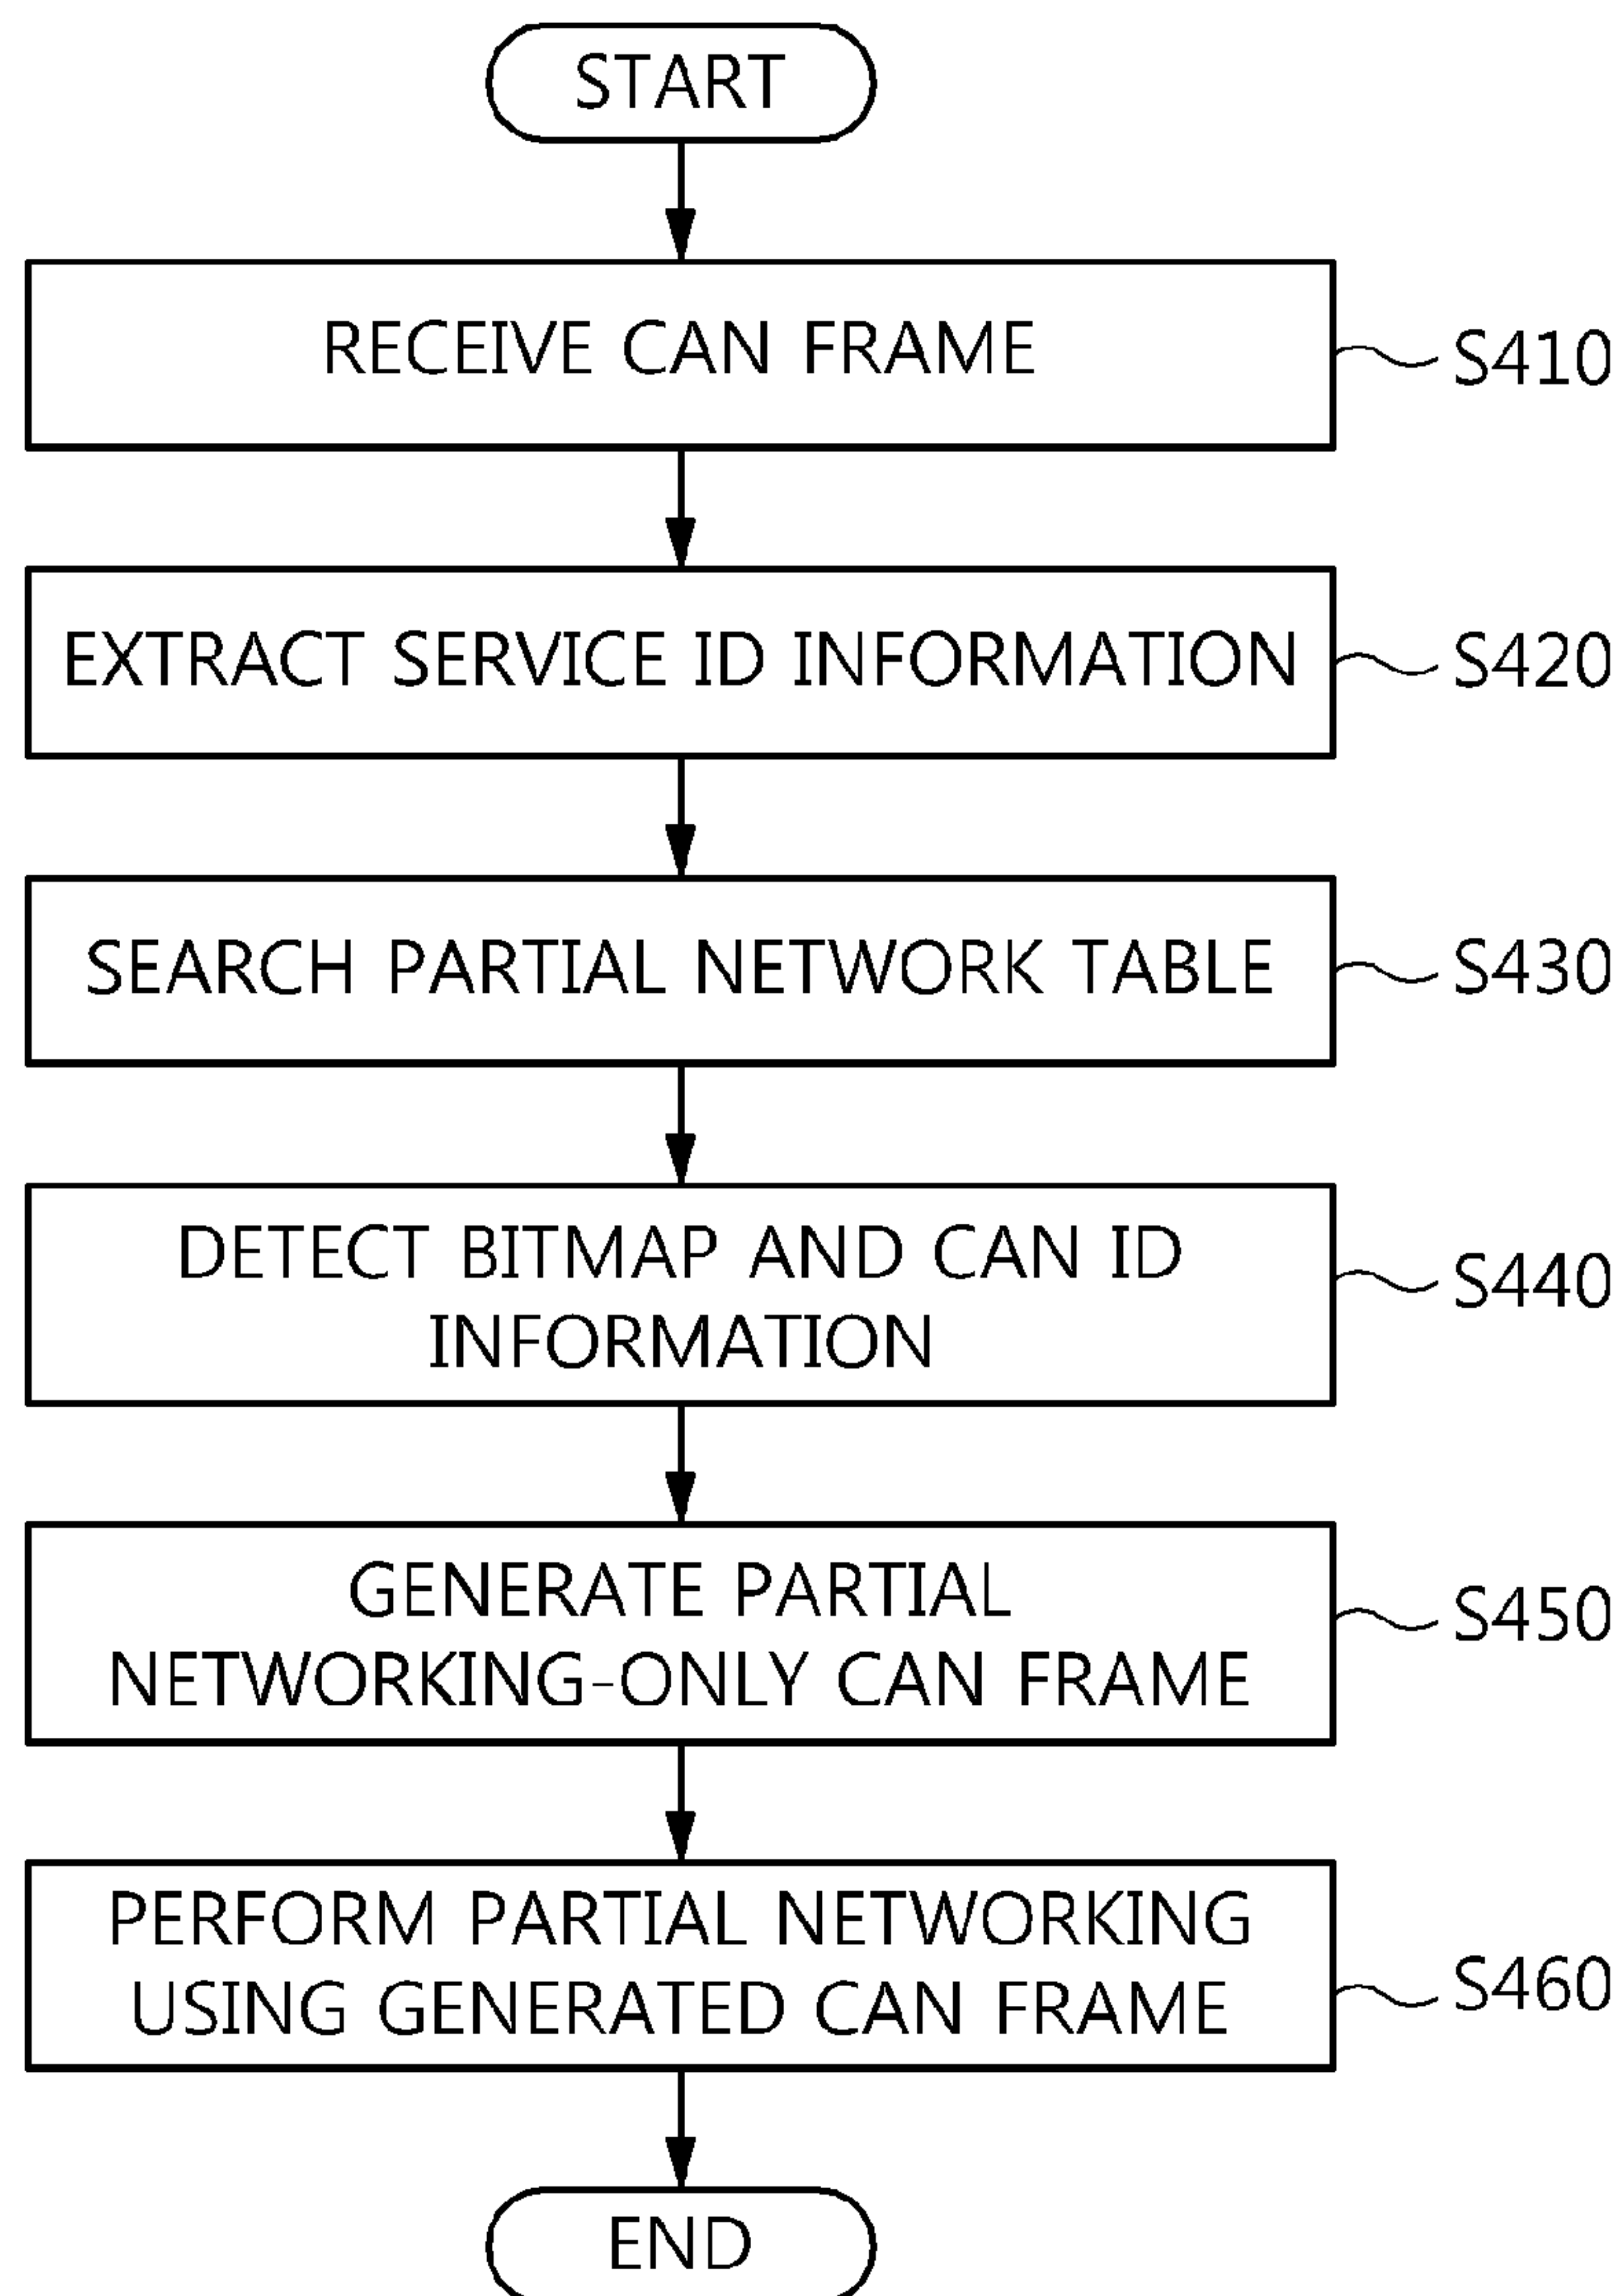 START
RECEIVE CAN FRAME
S410
EXTRACT SERVICE ID INFORMATION
S420
SEARCH PARTIAL NETWORK TABLE
S430
DETECT BITMAP AND CAN ID
INFORMATION
S440
GENERATE PARTIAL
NETWORKING-ONLY CAN FRAME
S450
PERFORM PARTIAL NETWORKING
USING GENERATED CAN FRAME
S460
END